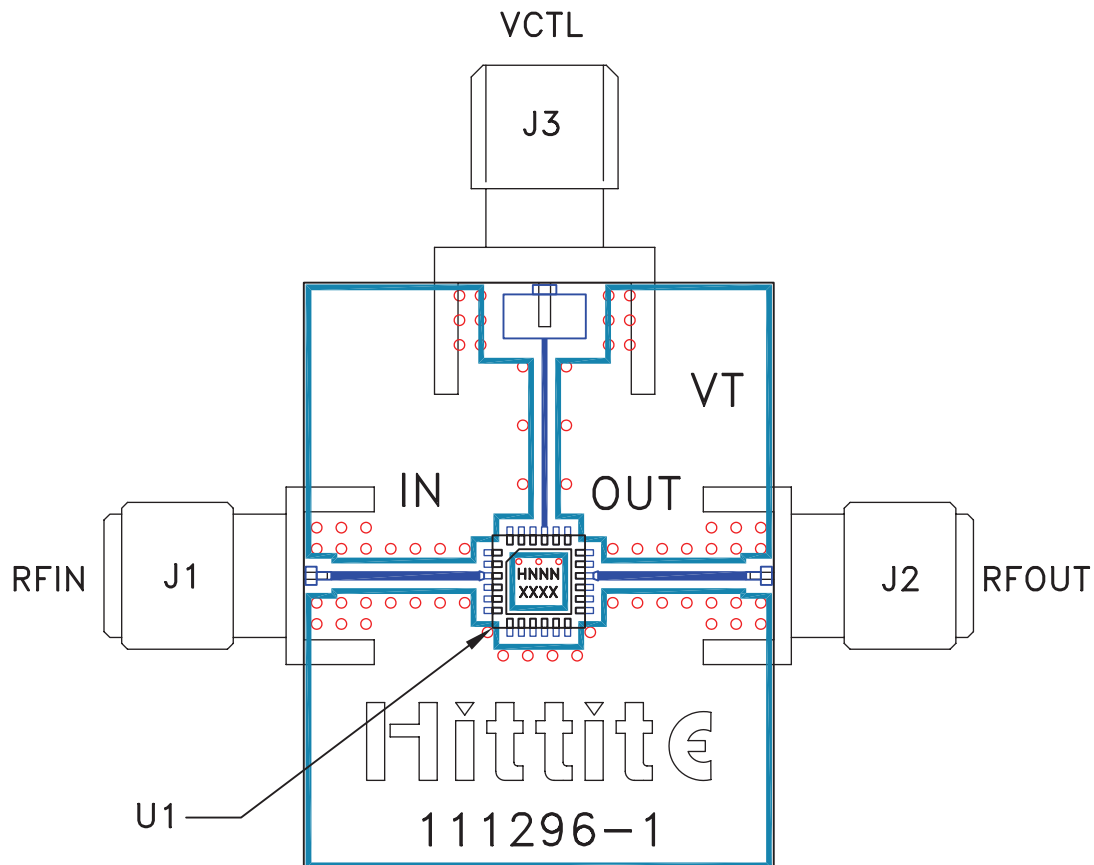 VCTL
J3
VT
IN
OUT
RFIN
J1
HNNN
XXXX
J2
RFOUT
Hittite
U1
111296-1